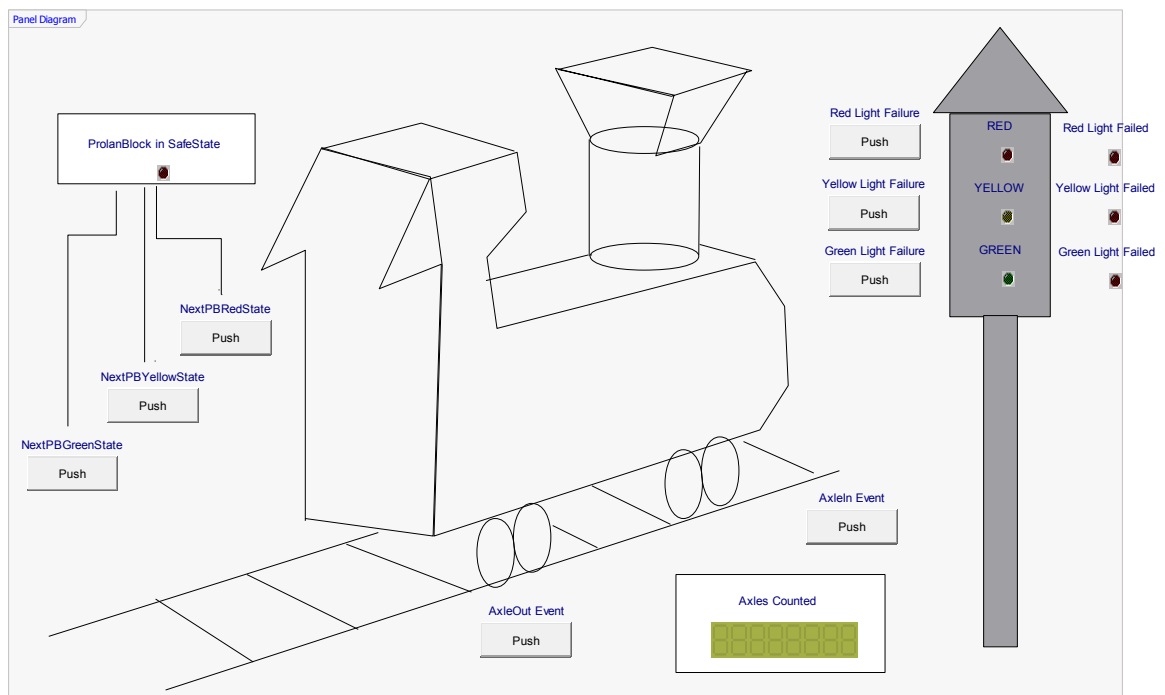 Panel Diagram
ProlanBlock in SafeState
NextPBRedState
Push
NextPBYellowState
Push
NextPBGreenState
Push
Red Light Failure
Push
Yellow Light Failure
Push
Green Light Failure
Push
RED
YELLOW
GREEN
Red Light Failed
Yellow Light Failed
Green Light Failed
AxleIn Event
Push
AxleOut Event
Push
Axles Counted